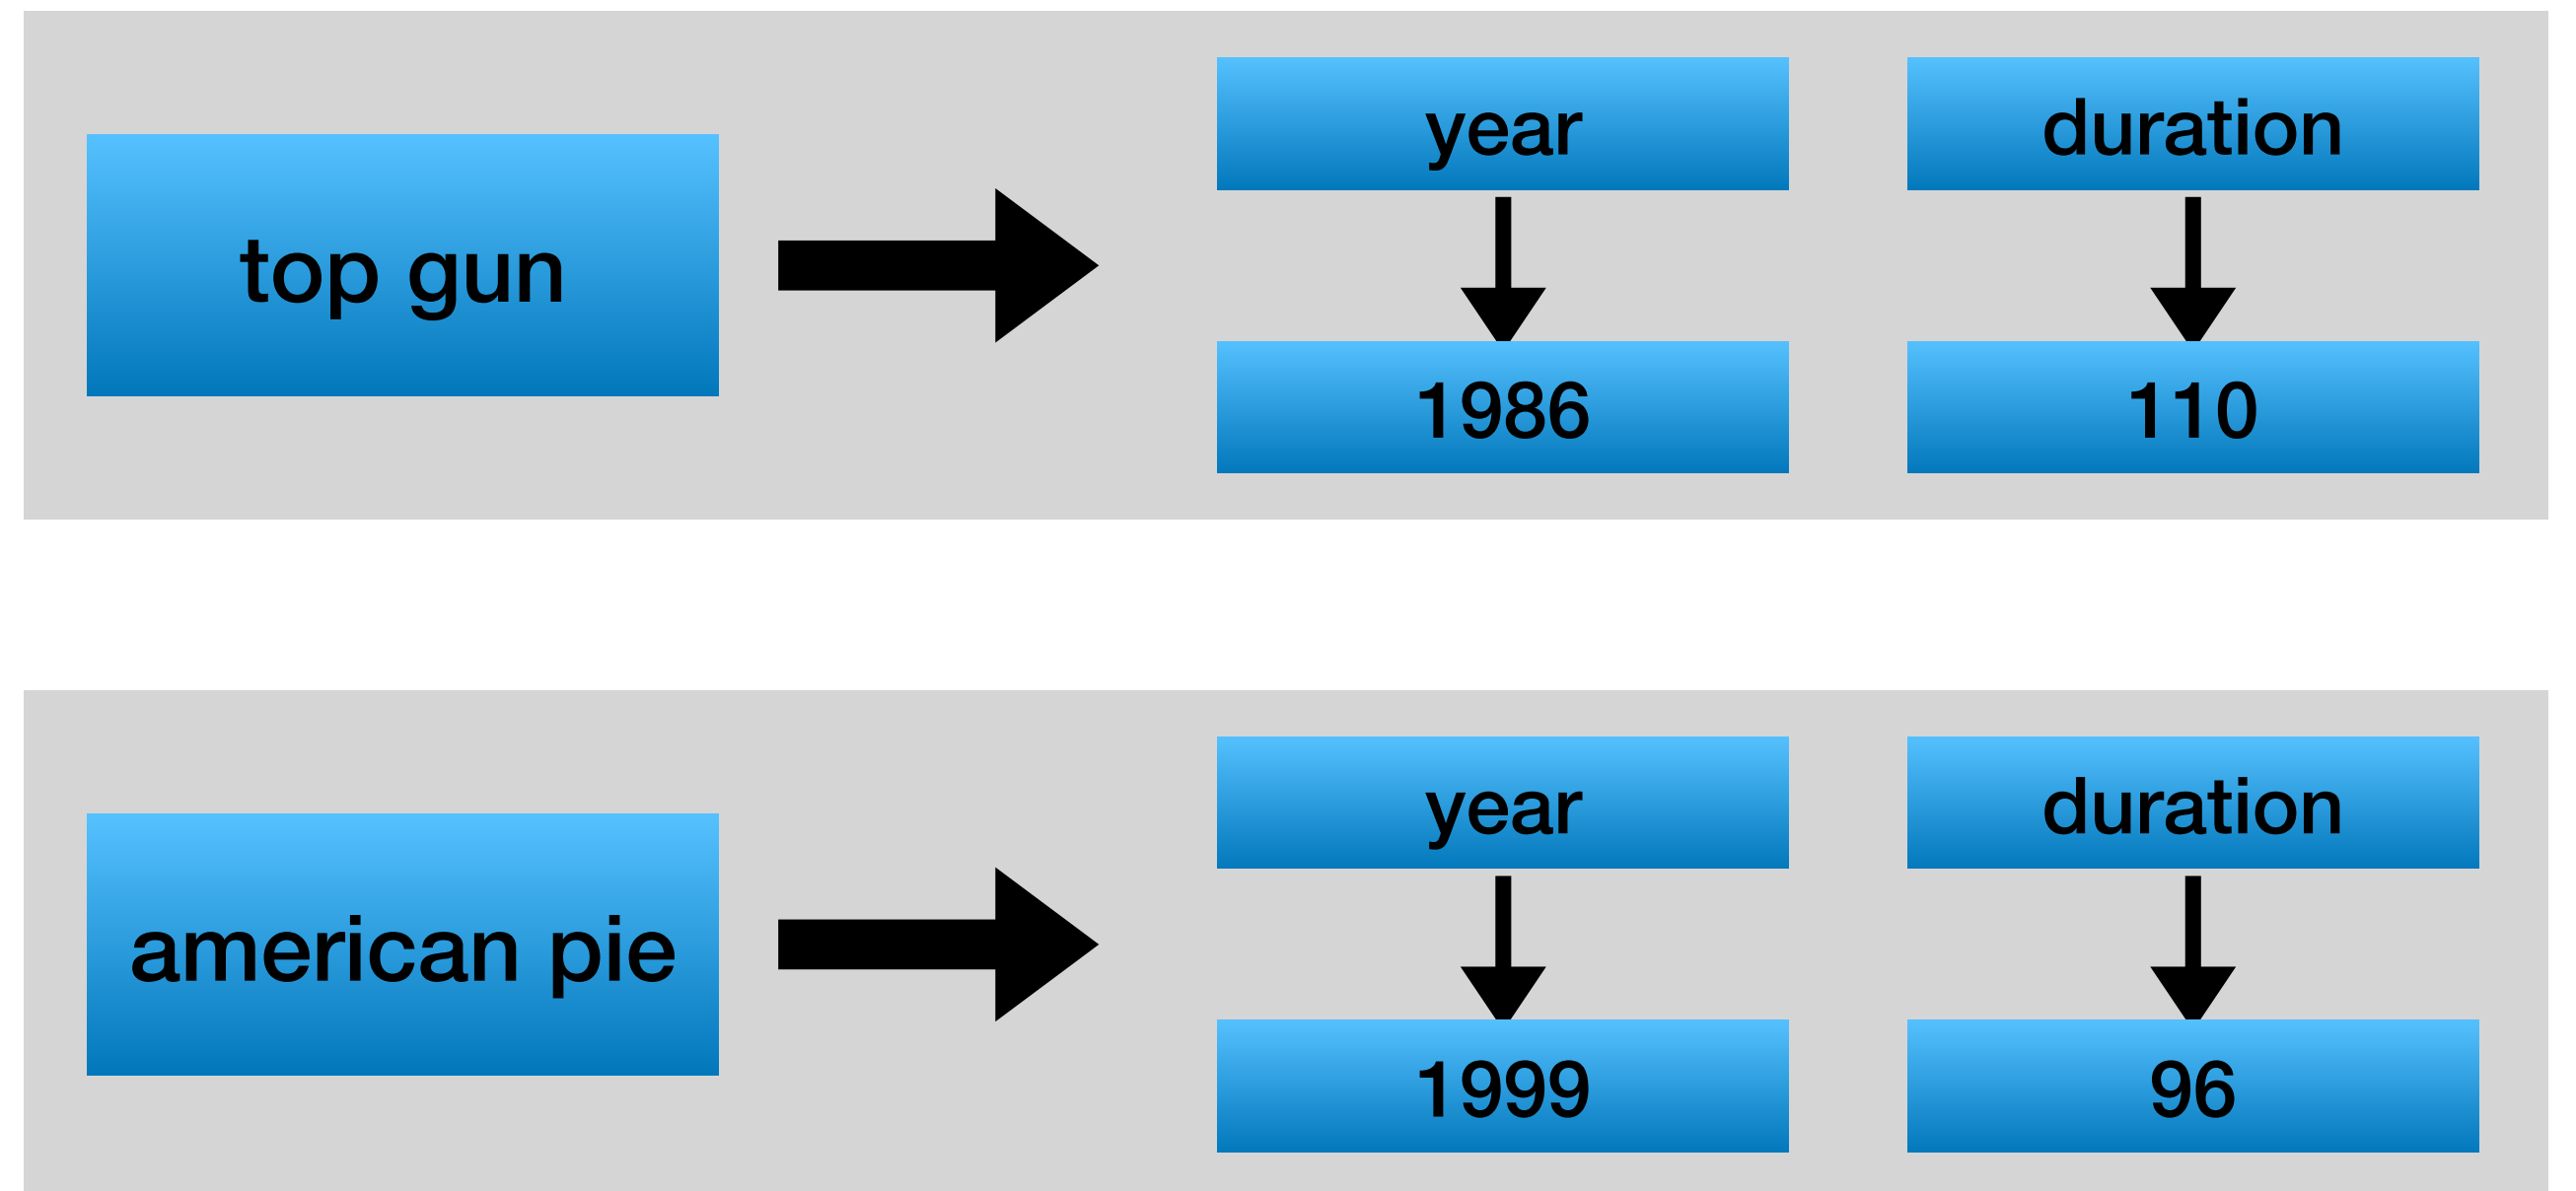 top gun
year
duration
1986
110
american pie
year
duration
1999
96